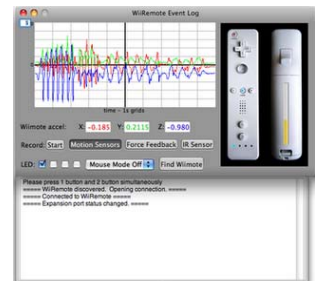 WiiRemote Event Log
time - 1s grids
Wiimote accel: X: -0.185 Y: 0.2115 Z: -0.980
Record: Start Motion Sensors Force Feedback IR Sensor
LED: Mouse Mode Off Find Wiimote
Please press 1 button and 2 button simultaneously
===== WiiRemote discovered. Opening connection. =====
===== Connected to WiiRemote =====
===== Expansion port status changed. =====